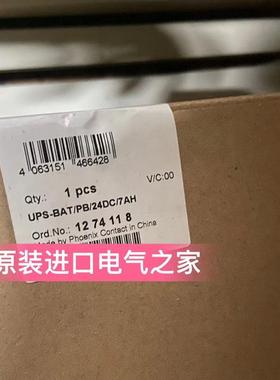 4 063151 466428
Qty.: 1 pcs
V/C:00
UPS-BAT/PB/24DC/7AH
Ord.No.: 12 74 11 8
Made by Phoenix Contact in China
原装进口电气之家